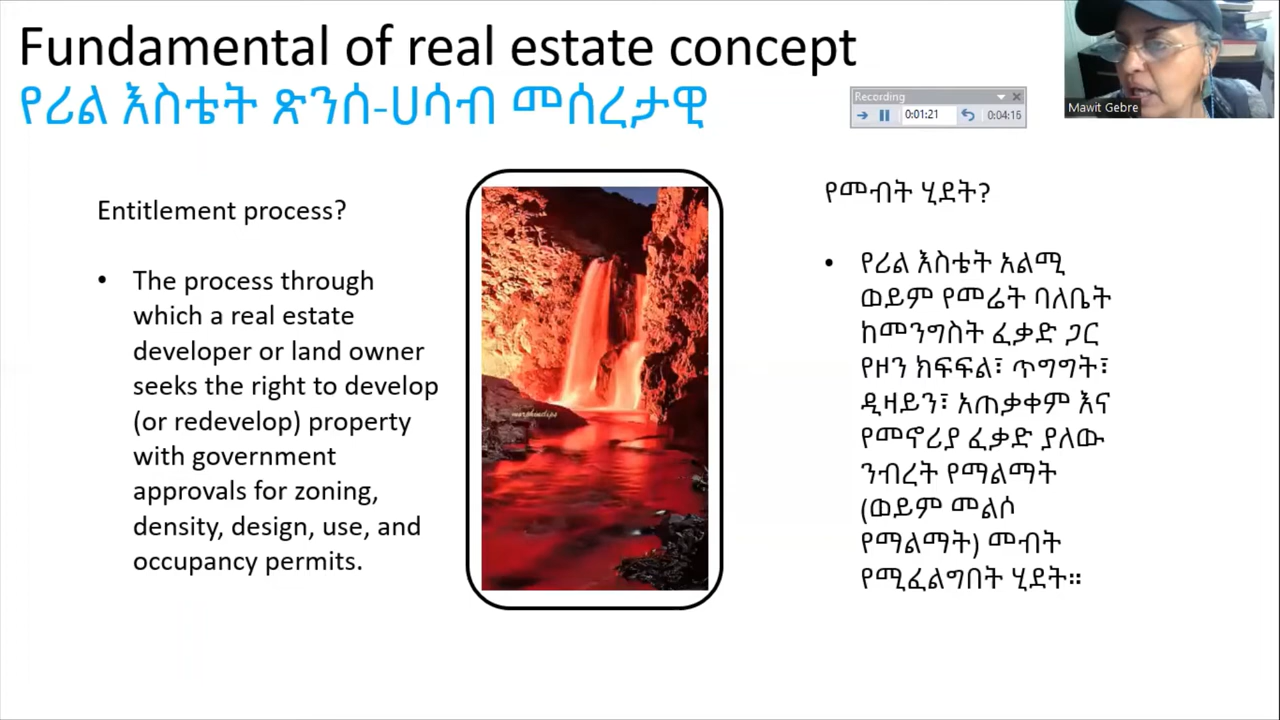 Fundamental of real estate concept
የሪል እስቴት ጽንሰ-ሀሳብ መሰረታዊ
Recording
0:01:21
0:04:16
Mawit Gebre
Entitlement process?
• The process through
which a real estate
developer or land owner
seeks the right to develop
(or redevelop) property
with government
approvals for zoning,
density, design, use, and
occupancy permits.
የመብት ሂደት?
• የሪል እስቴት አልሚ
ወይም የመሬት ባለቤት
ከመንግስት ፈቃድ ጋር
የዞን ክፍፍል፣ ጥግግት፣
ዲዛይን፣ አጠቃቀም እና
የመኖሪያ ፈቃድ ያለው
ንብረት የማልማት
(ወይም መልሶ
የማልማት) መብት
የሚፈልግበት ሂደት።